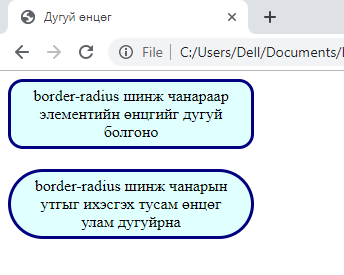 Дугуй өнцөг
File
C:/Users/Dell/Documents/
border-radius шинж чанараар
элементийн өнцгийг дугуй
болгоно
border-radius шинж чанарын
утгыг ихэсгэх тусам өнцөг
улам дугуйрна